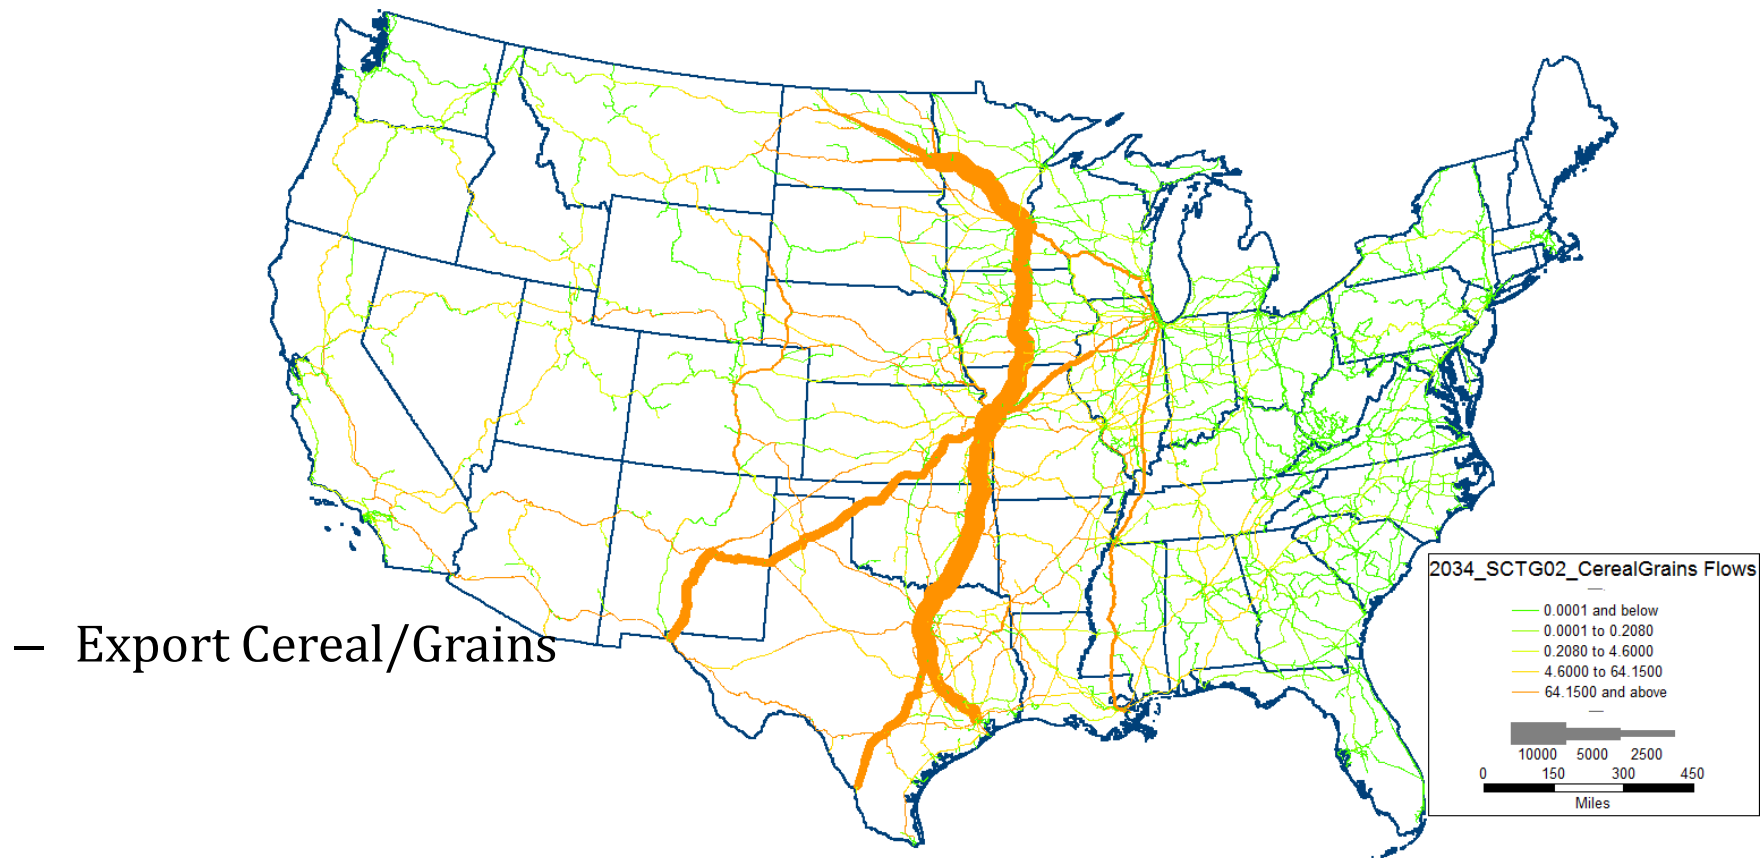 – Export Cereal/Grains
2034_SCTG02_CerealGrains Flows
0.0001 and below
0.0001 to 0.2080
0.2080 to 4.6000
4.6000 to 64.1500
64.1500 and above
10000 5000 2500
0 150 300 450
Miles